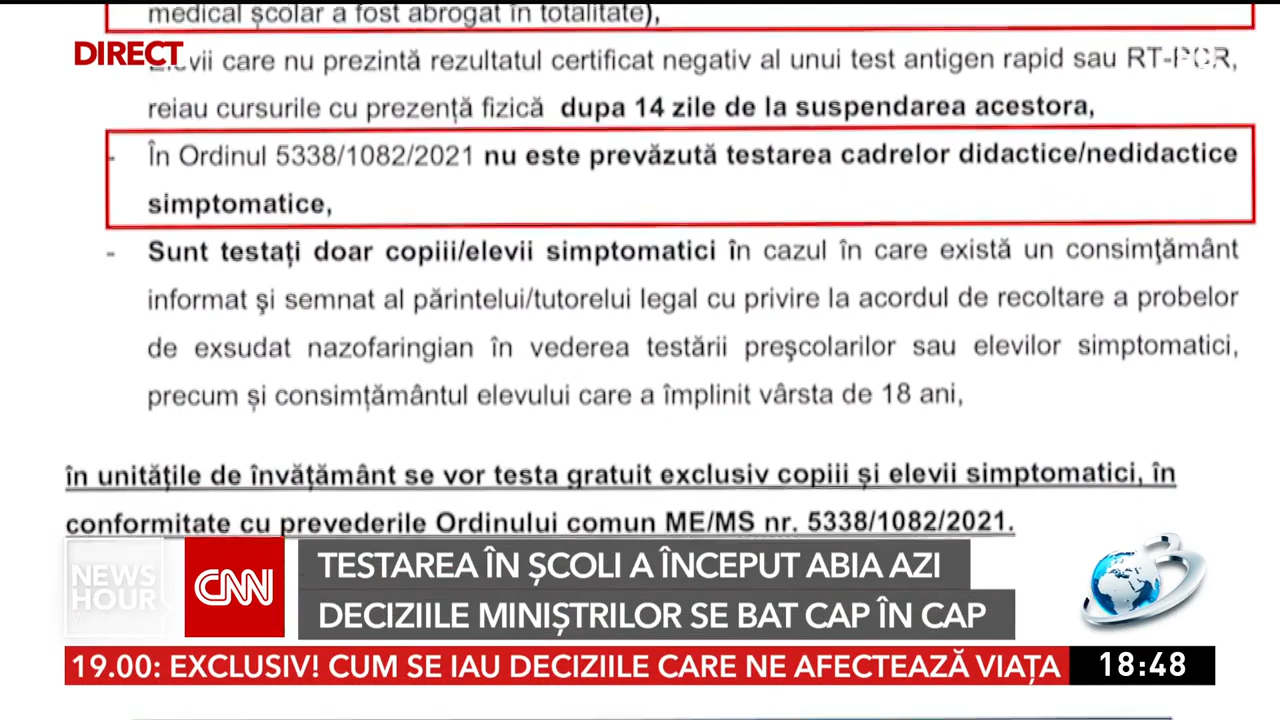 medical școlar a fost abrogat în totalitate),
DIRECT
Elevii care nu prezintă rezultatul certificat negativ al unui test antigen rapid sau RT-PCR,
reiau cursurile cu prezență fizică dupa 14 zile de la suspendarea acestora,
- În Ordinul 5338/1082/2021 nu este prevăzută testarea cadrelor didactice/nedidactice
simptomatice,
- Sunt testați doar copiii/elevii simptomatici în cazul în care există un consimţământ
informat şi semnat al părintelui/tutorelui legal cu privire la acordul de recoltare a probelor
de exsudat nazofaringian în vederea testării preşcolarilor sau elevilor simptomatici,
precum și consimțământul elevului care a împlinit vârsta de 18 ani,
în unitățile de învățământ se vor testa gratuit exclusiv copiii și elevii simptomatici, în
conformitate cu prevederile Ordinului comun ME/MS nr. 5338/1082/2021.
NEWS
HOUR
CNN
TESTAREA ÎN ȘCOLI A ÎNCEPUT ABIA AZI
DECIZIILE MINIȘTRILOR SE BAT CAP ÎN CAP
3
19.00: EXCLUSIV! CUM SE IAU DECIZIILE CARE NE AFECTEAZĂ VIAȚA
18:48